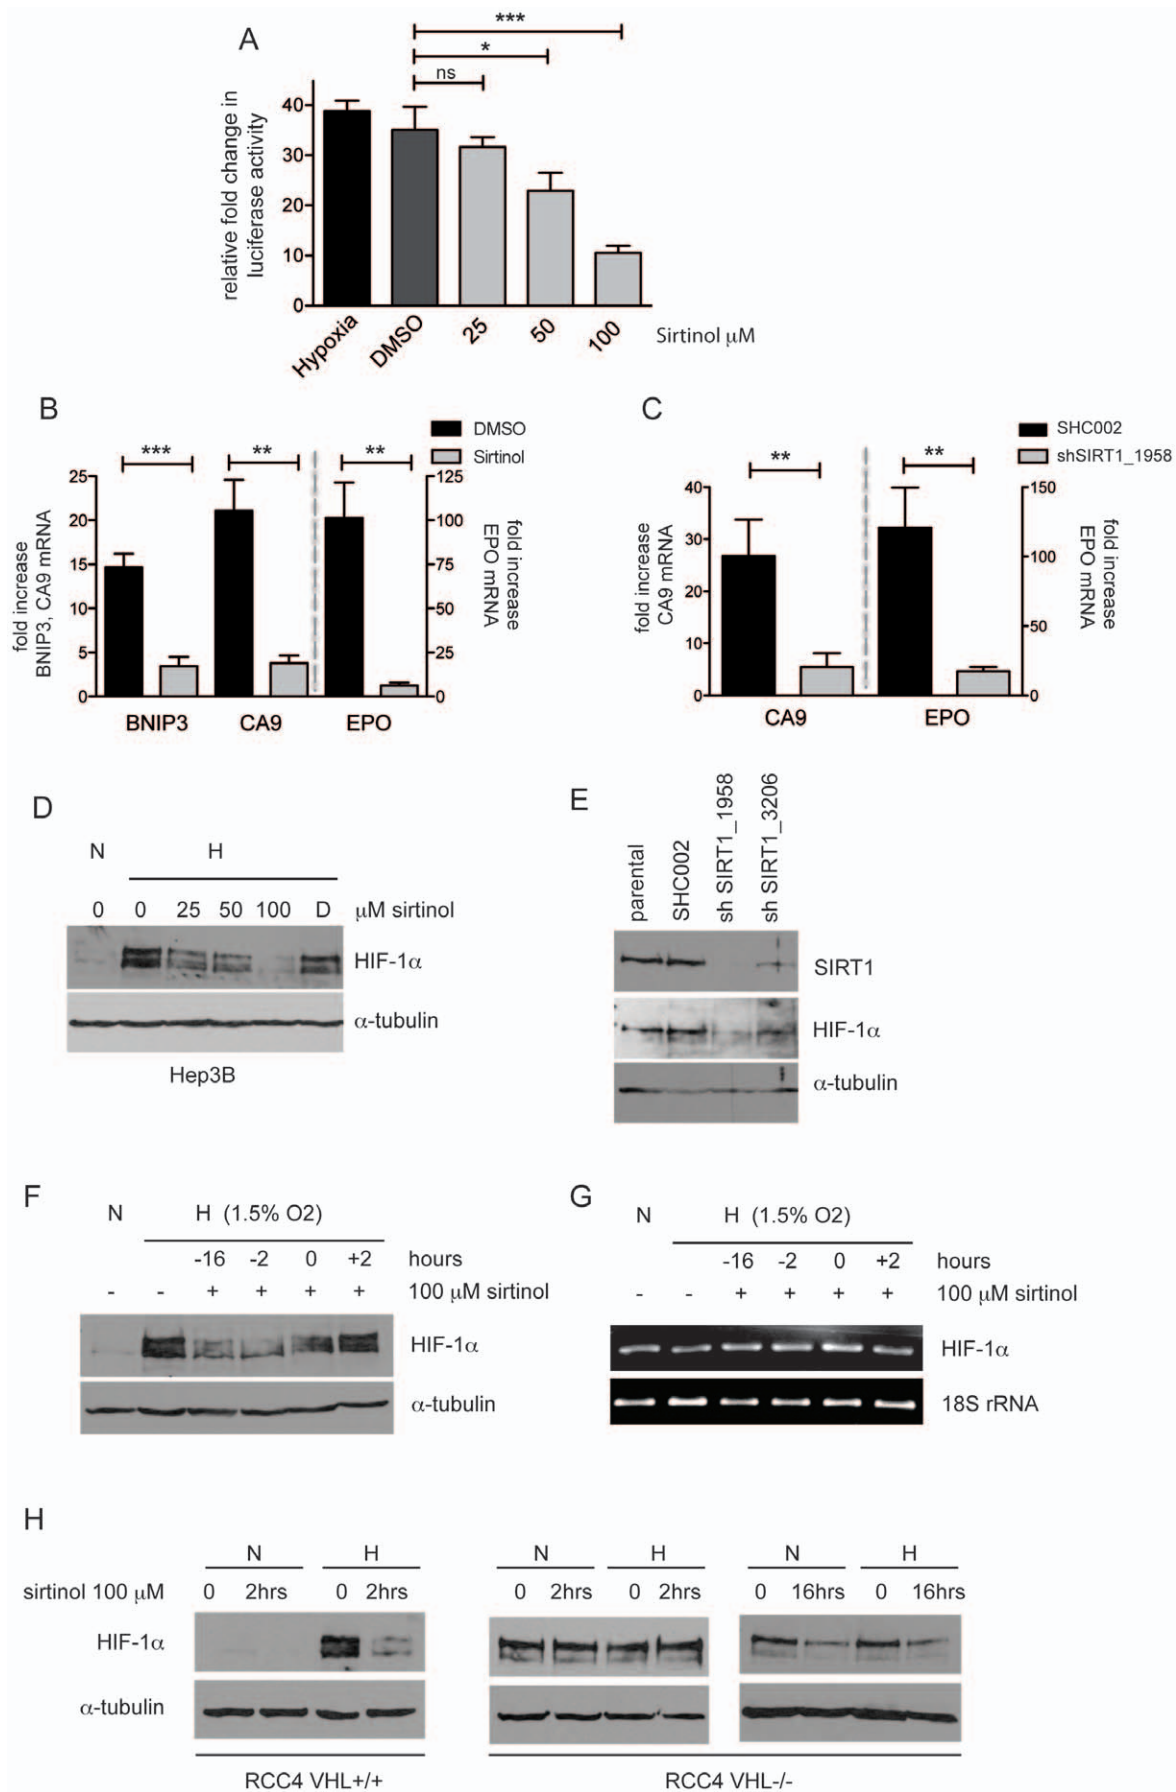 A
***
*
ns
relative fold change in
luciferase activity
40
30
20
10
0
Hypoxia DMSO 25 50 100 Sirtinol μM
B
DMSO
Sirtinol
*** ** **
fold increase
BNIP3, CA9 mRNA
25
20
15
10
5
0
125
100
75
50
25
0
fold increase
EPO mRNA
BNIP3 CA9 EPO
C
SHC002
shSIRT1_1958
** **
fold increase
CA9 mRNA
40
30
20
10
0
150
100
50
0
fold increase
EPO mRNA
CA9 EPO
D
N H
0 0 25 50 100 D μM sirtinol
HIF-1α
α-tubulin
Hep3B
E
parental
SHC002
sh SIRT1_1958
sh SIRT1_3206
SIRT1
HIF-1α
α-tubulin
F
N H (1.5% O2)
-16 -2 0 +2 hours
- - + + + + 100 μM sirtinol
HIF-1α
α-tubulin
G
N H (1.5% O2)
-16 -2 0 +2 hours
- - + + + + 100 μM sirtinol
HIF-1α
18S rRNA
H
N H N H N H
sirtinol 100 μM 0 2hrs 0 2hrs 0 2hrs 0 2hrs 0 16hrs 0 16hrs
HIF-1α
α-tubulin
RCC4 VHL+/+ RCC4 VHL-/-